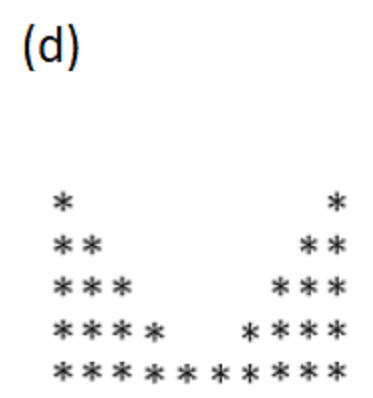 (d)
*                  *
* *              * *
* * *          * * *
* * * *      * * * *
* * * * * * * * * *